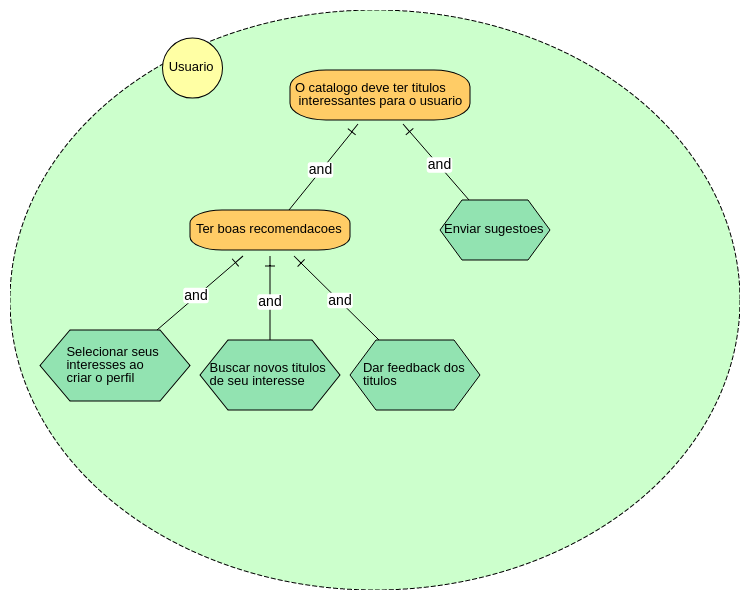 Usuario
O catalogo deve ter titulos
interessantes para o usuario
and
and
Ter boas recomendacoes
Enviar sugestoes
and
and
and
Selecionar seus
interesses ao
criar o perfil
Buscar novos titulos
de seu interesse
Dar feedback dos
titulos